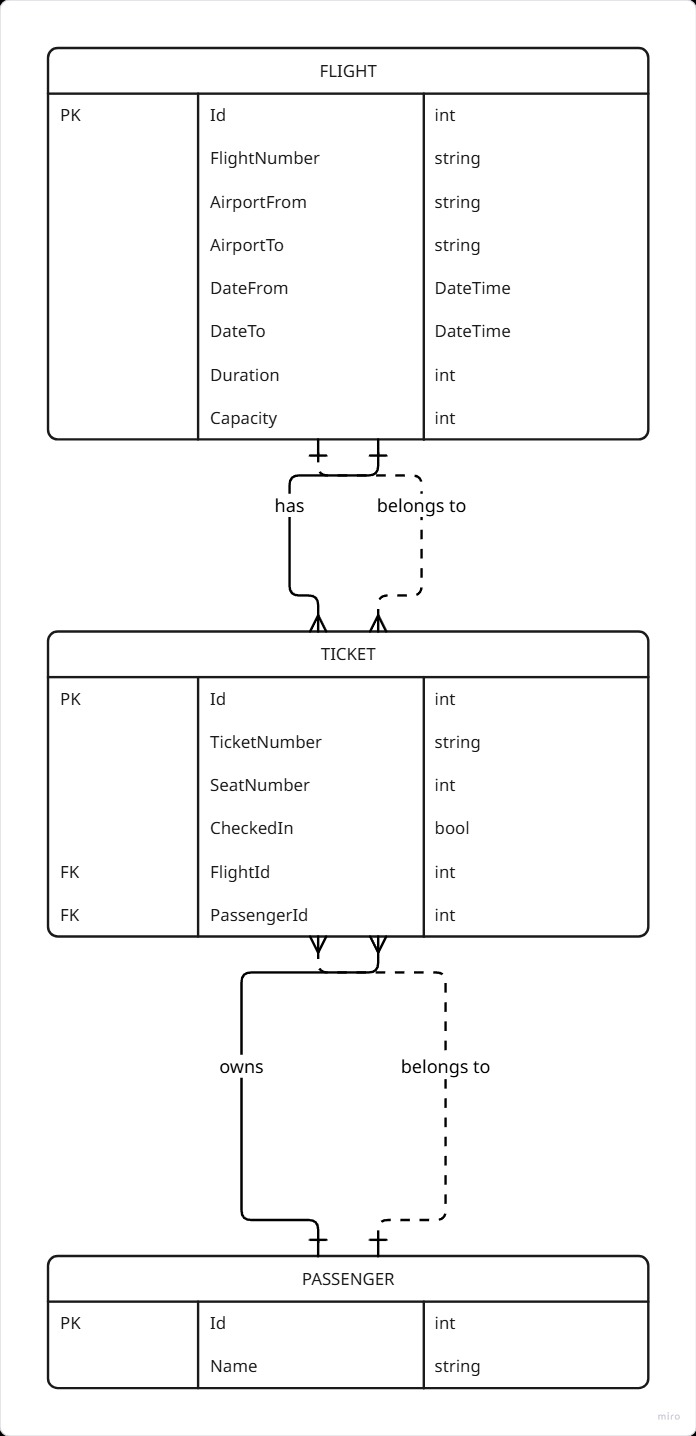 FLIGHT
PK Id int
FlightNumber string
AirportFrom string
AirportTo string
DateFrom DateTime
DateTo DateTime
Duration int
Capacity int
has belongs to
TICKET
PK Id int
TicketNumber string
SeatNumber int
CheckedIn bool
FK FlightId int
FK PassengerId int
owns belongs to
PASSENGER
PK Id int
Name string
miro